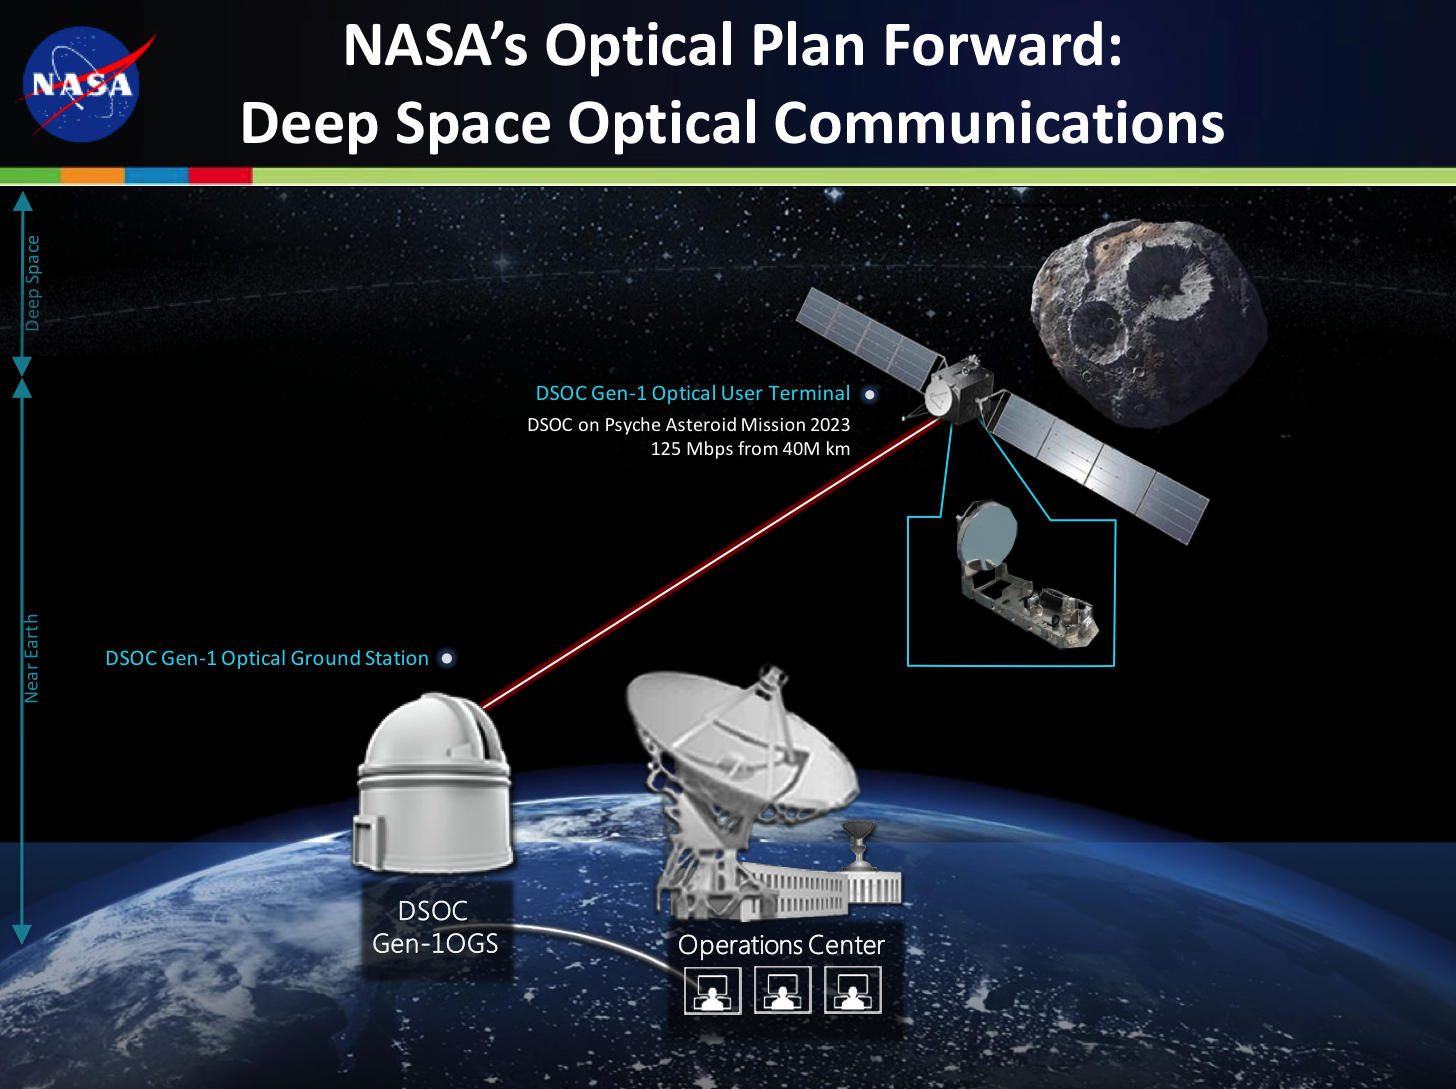 NASA
NASA's Optical Plan Forward:
Deep Space Optical Communications
Deep Space
DSOC Gen-1 Optical User Terminal
DSOC on Psyche Asteroid Mission 2023
125 Mbps from 40M km
Near Earth
DSOC Gen-1 Optical Ground Station
DSOC
Gen-1OGS
Operations Center